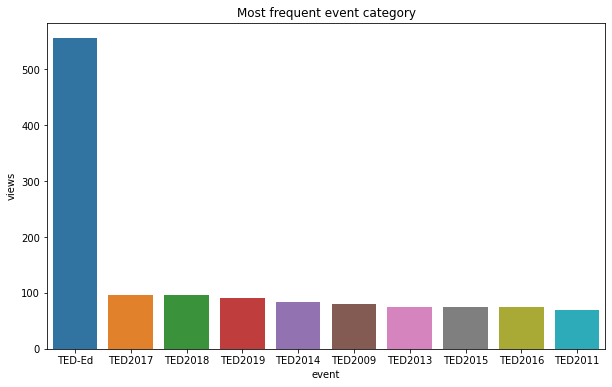 Most frequent event category
views
500
400
300
200
100
0
TED-Ed TED2017 TED2018 TED2019 TED2014 TED2009 TED2013 TED2015 TED2016 TED2011
event